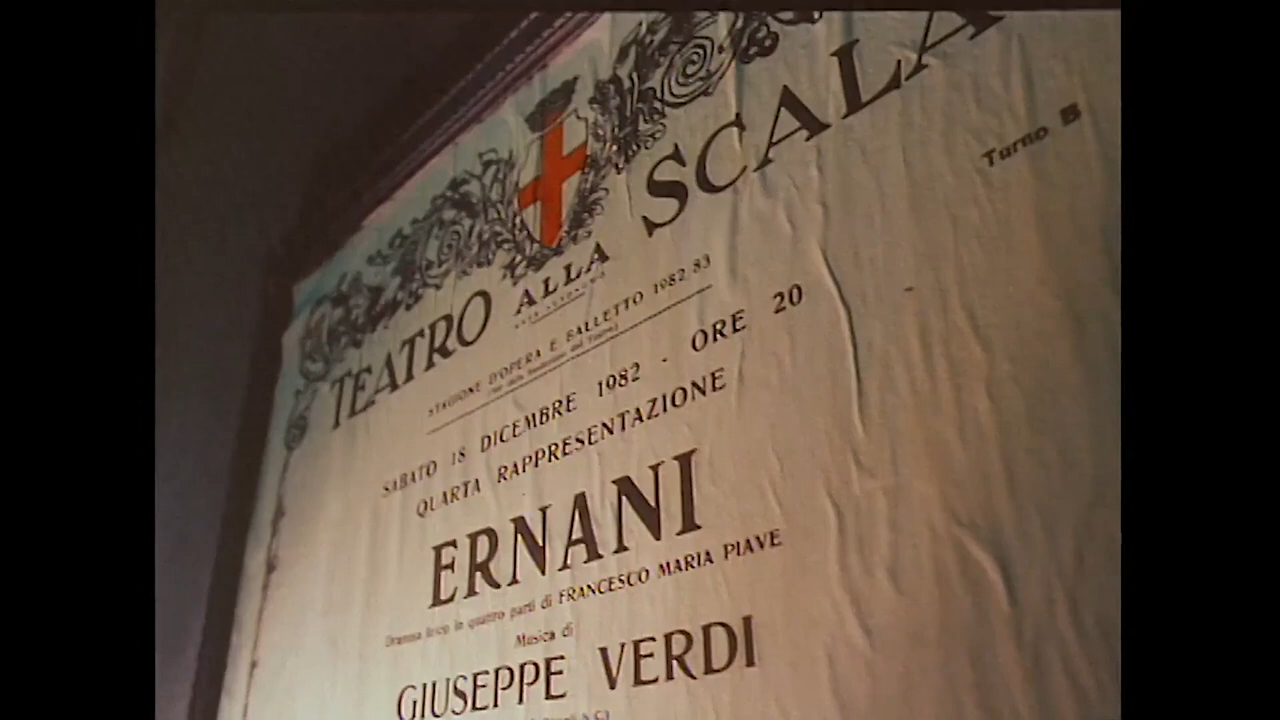 TEATRO ALLA SCALA
Turno B
STAGIONE D'OPERA E BALLETTO 1982/83
SABATO 18 DICEMBRE 1982 - ORE 20
QUARTA RAPPRESENTAZIONE
ERNANI
Dramma lirico in quattro parti di FRANCESCO MARIA PIAVE
Musica di
GIUSEPPE VERDI